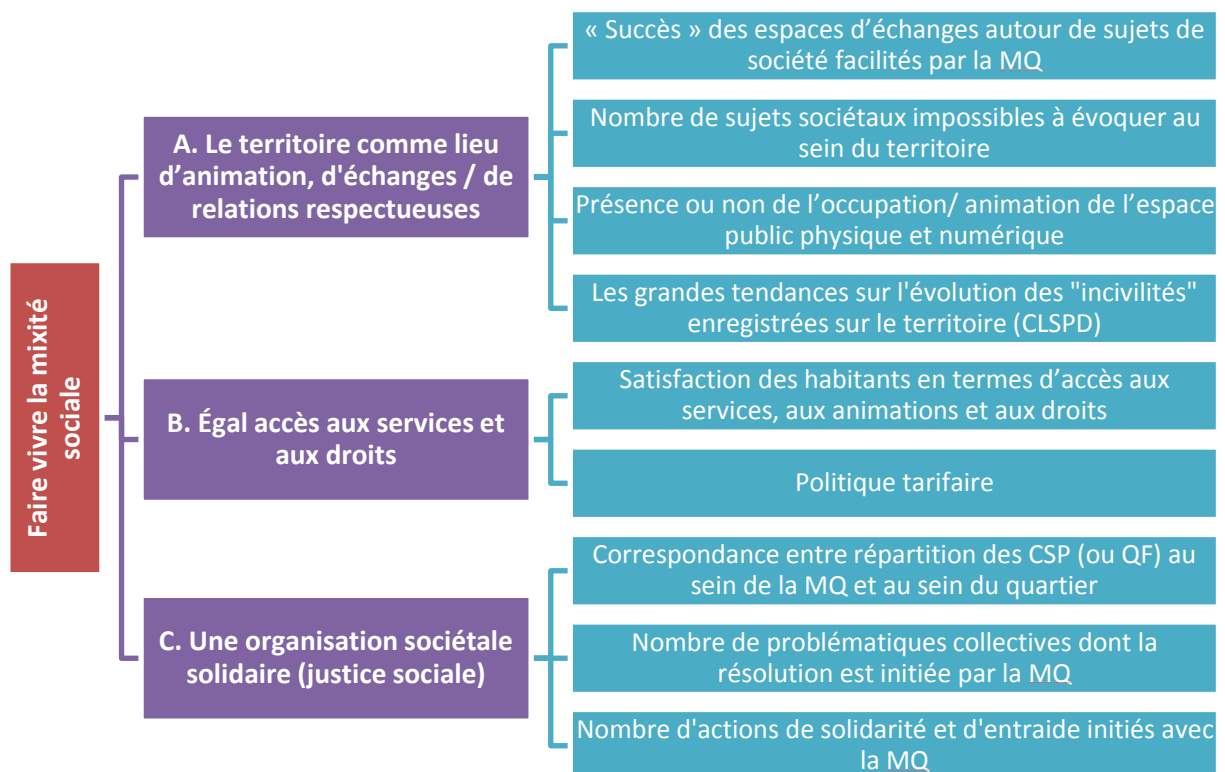 Faire vivre la mixité
sociale
A. Le territoire comme lieu
d’animation, d'échanges / de
relations respectueuses
« Succès » des espaces d’échanges autour de sujets de
société facilités par la MQ
Nombre de sujets sociétaux impossibles à évoquer au
sein du territoire
Présence ou non de l’occupation/ animation de l’espace
public physique et numérique
Les grandes tendances sur l'évolution des "incivilités"
enregistrées sur le territoire (CLSPD)
B. Égal accès aux services et
aux droits
Satisfaction des habitants en termes d’accès aux
services, aux animations et aux droits
Politique tarifaire
C. Une organisation sociétale
solidaire (justice sociale)
Correspondance entre répartition des CSP (ou QF) au
sein de la MQ et au sein du quartier
Nombre de problématiques collectives dont la
résolution est initiée par la MQ
Nombre d'actions de solidarité et d'entraide initiés avec
la MQ